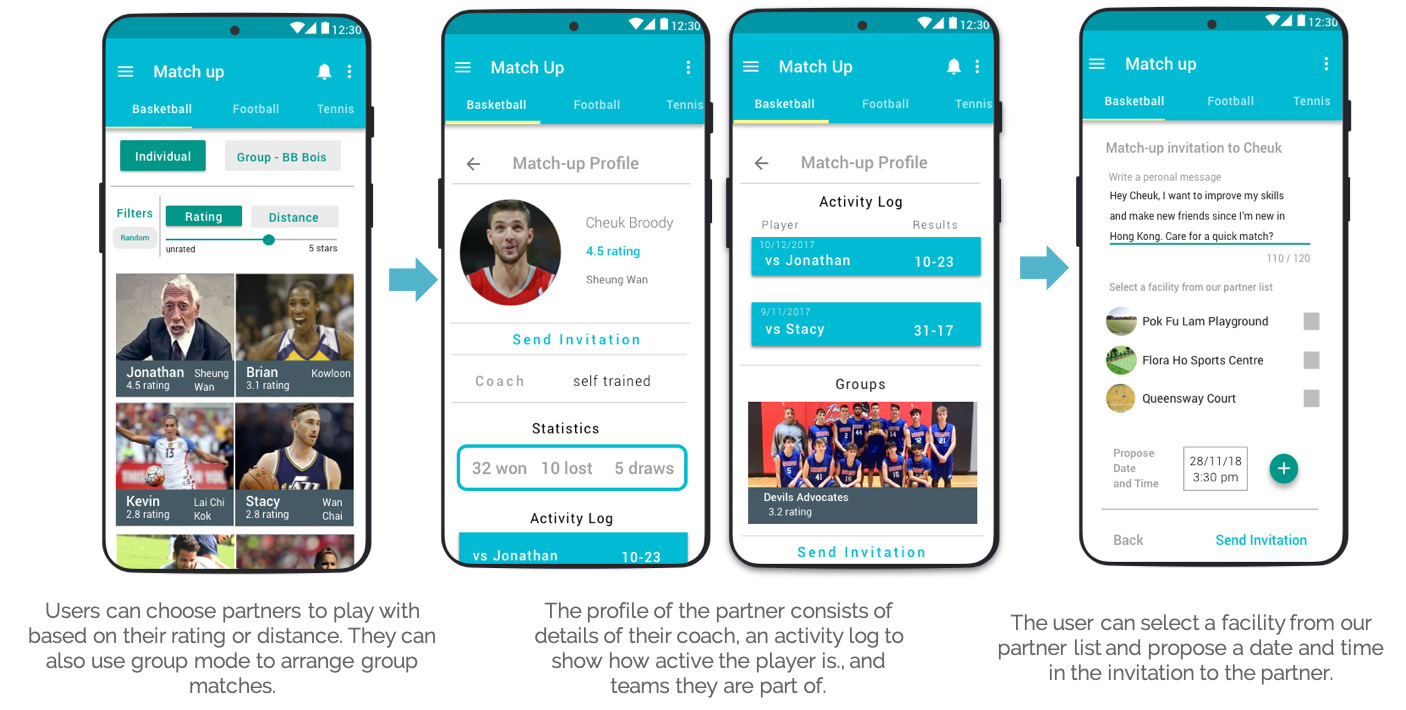 12:30
Match up
Basketball Football Tennis
Individual Group - BB Bois
Filters Rating Distance
Random
unrated 5 stars
Jonathan Sheung
4.5 rating Wan
Brian Kowloon
3.1 rating
13
Kevin Lai Chi
2.8 rating Kok
Stacy Wan
2.8 rating Chai
Users can choose partners to play with
based on their rating or distance. They can
also use group mode to arrange group
matches.
12:30
Match Up
Basketball Football Tennis
Match-up Profile
Cheuk Broody
4.5 rating
Sheung Wan
Send Invitation
Coach self trained
Statistics
32 won 10 lost 5 draws
Activity Log
vs Jonathan 10-23
12:30
Match Up
Basketball Football Tennis
Match-up Profile
Activity Log
Player Results
10/12/2017
vs Jonathan 10-23
9/11/2017
vs Stacy 31-17
Groups
Devils Advocates
3.2 rating
Send Invitation
The profile of the partner consists of
details of their coach, an activity log to
show how active the player is., and
teams they are part of.
12:30
Match up
Basketball Football Tennis
Match-up invitation to Cheuk
Write a peronal message
Hey Cheuk, I want to improve my skills
and make new friends since I'm new in
Hong Kong. Care for a quick match?
110 / 120
Select a facility from our partner list
Pok Fu Lam Playground
Flora Ho Sports Centre
Queensway Court
Propose
Date
and Time
28/11/18
3:30 pm
Back Send Invitation
The user can select a facility from our
partner list and propose a date and time
in the invitation to the partner.